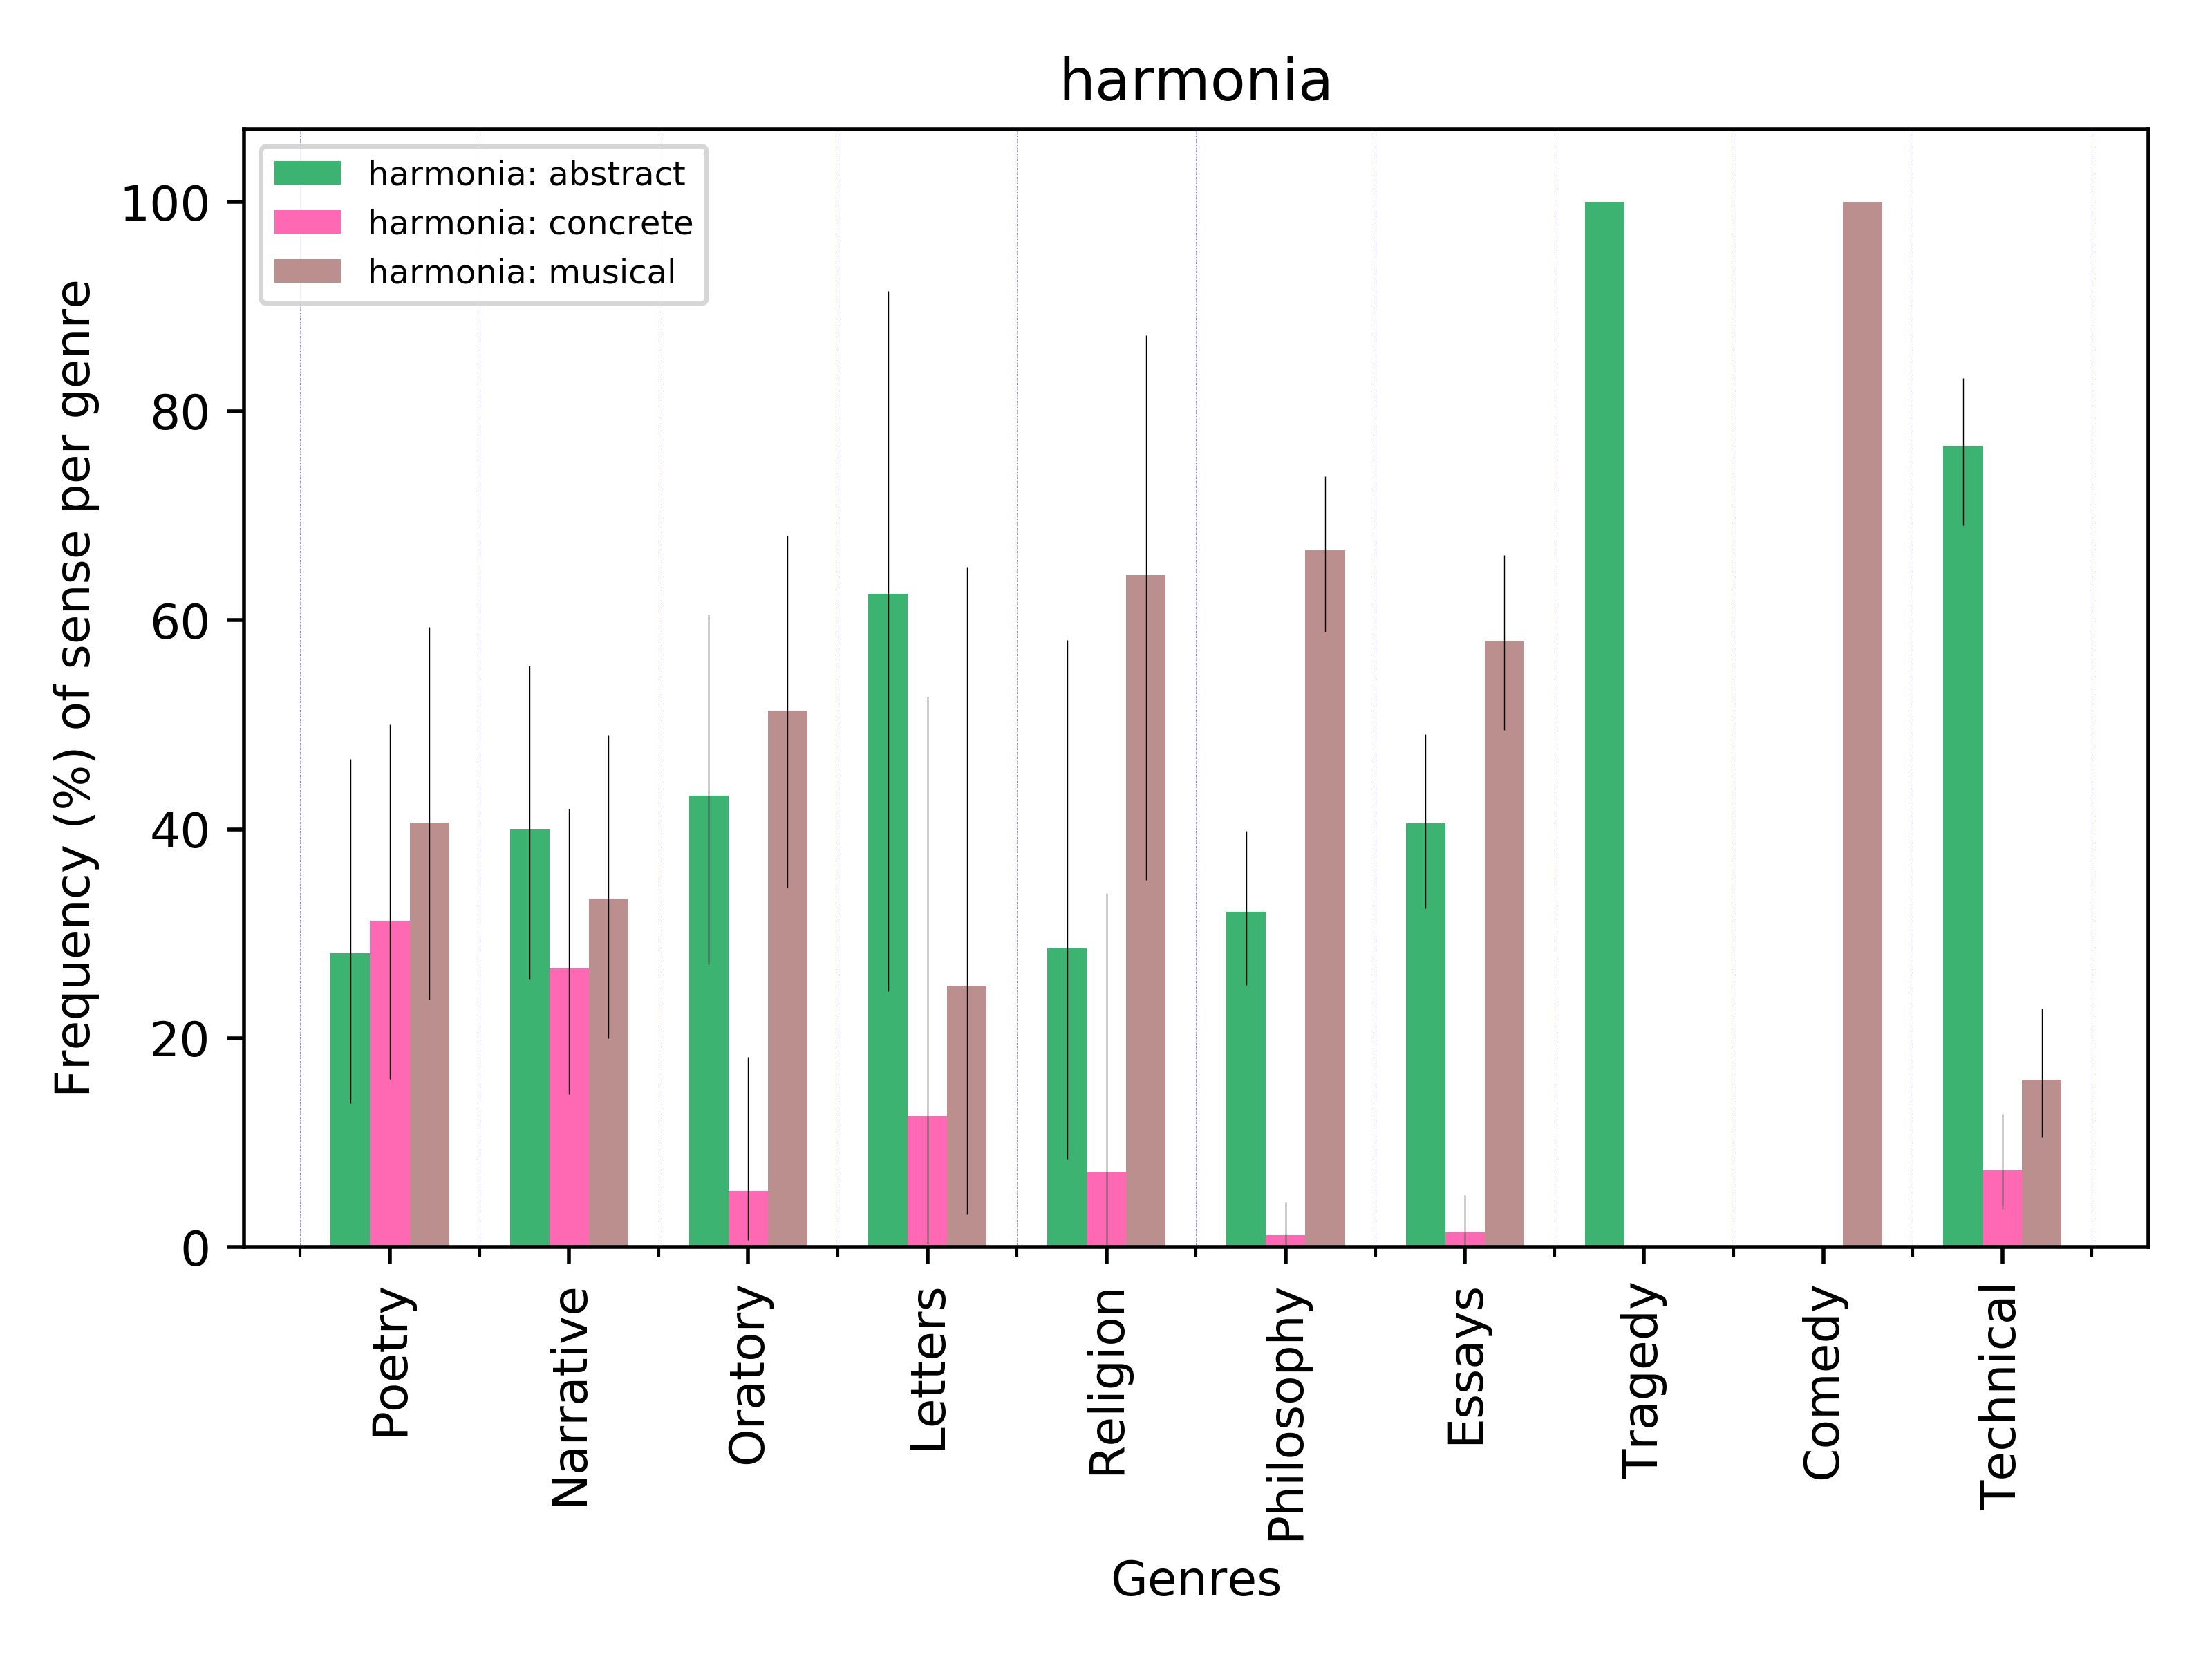 harmonia
harmonia: abstract
harmonia: concrete
harmonia: musical
Frequency (%) of sense per genre
100
80
60
40
20
0
Poetry
Narrative
Oratory
Letters
Religion
Philosophy
Essays
Tragedy
Comedy
Technical
Genres